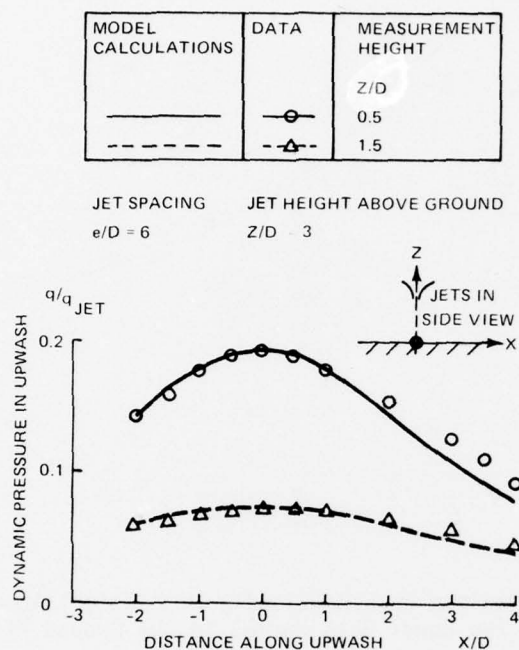 MODEL CALCULATIONS DATA MEASUREMENT HEIGHT
Z/D
0.5
1.5
JET SPACING JET HEIGHT ABOVE GROUND
e/D = 6 Z/D 3
Z
JETS IN
SIDE VIEW
X
q/q JET
0.2
0.1
0
DYNAMIC PRESSURE IN UPWASH
-3 -2 -1 0 1 2 3 4
DISTANCE ALONG UPWASH X/D